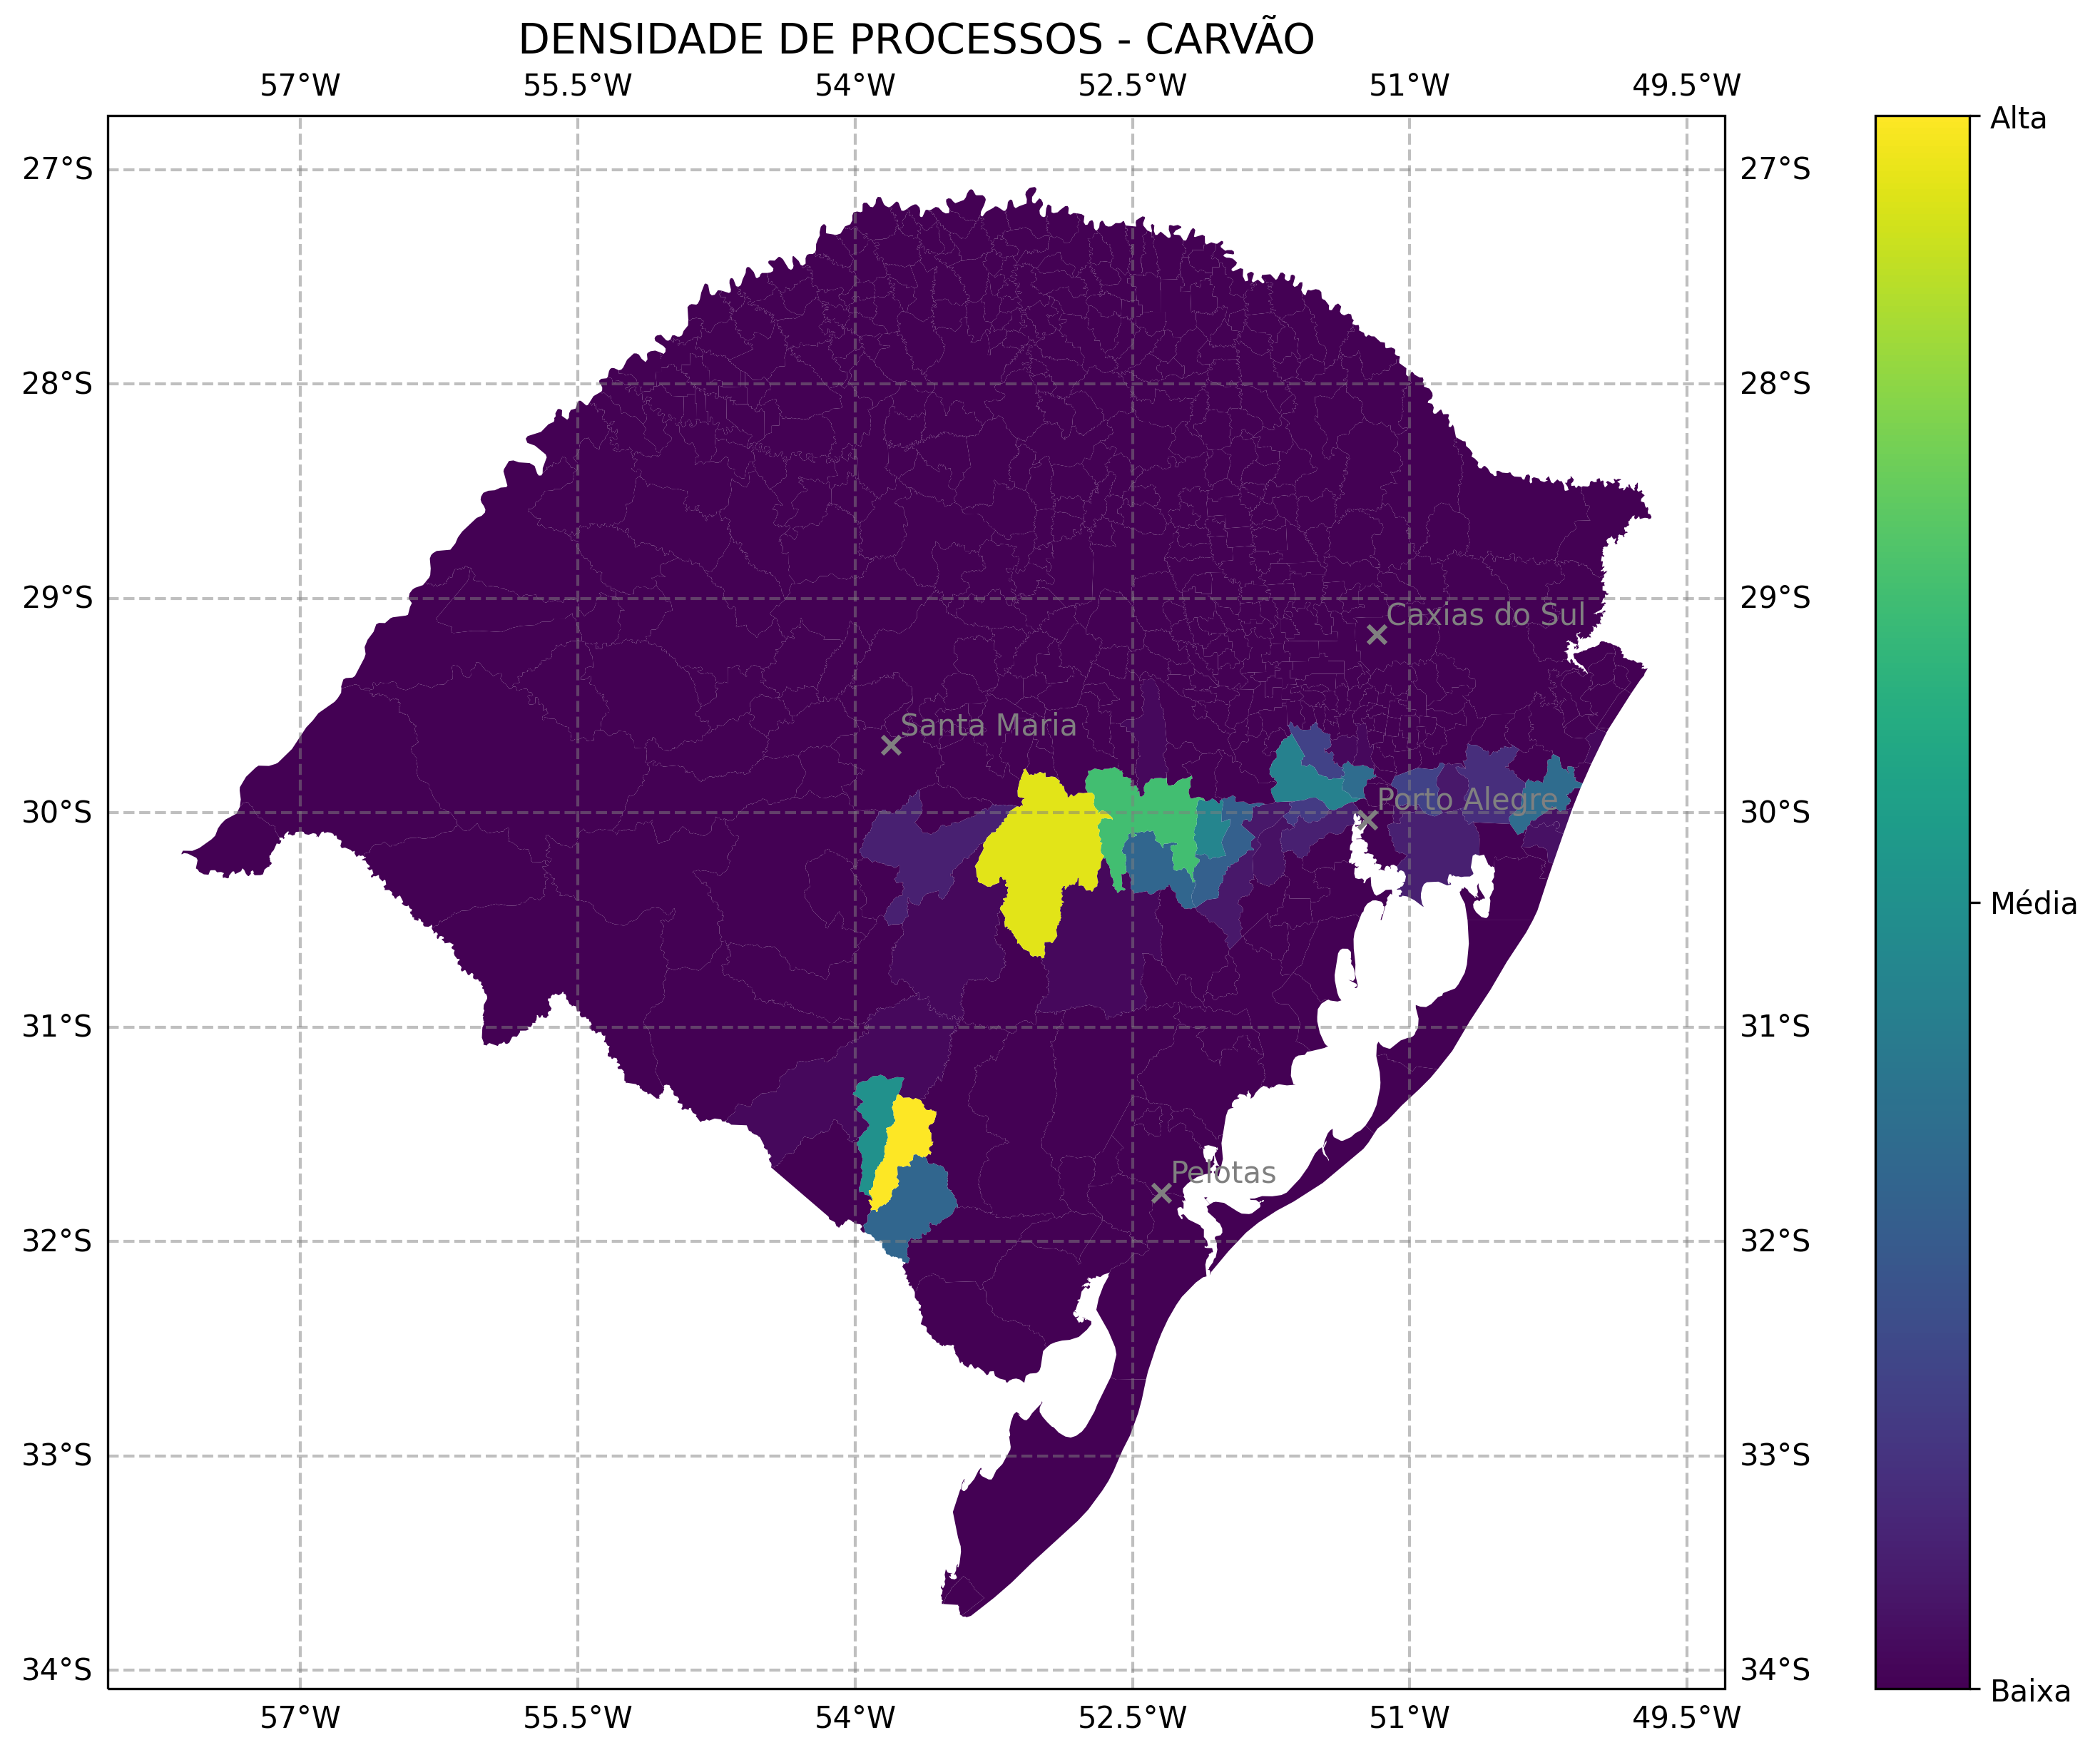 DENSIDADE DE PROCESSOS - CARVÃO
57°W 55.5°W 54°W 52.5°W 51°W 49.5°W
Alta
27°S 27°S
28°S 28°S
29°S 29°S
Caxias do Sul
Santa Maria
Porto Alegre
30°S 30°S
Média
31°S 31°S
Pelotas
32°S 32°S
33°S 33°S
34°S 34°S
Baixa
57°W 55.5°W 54°W 52.5°W 51°W 49.5°W